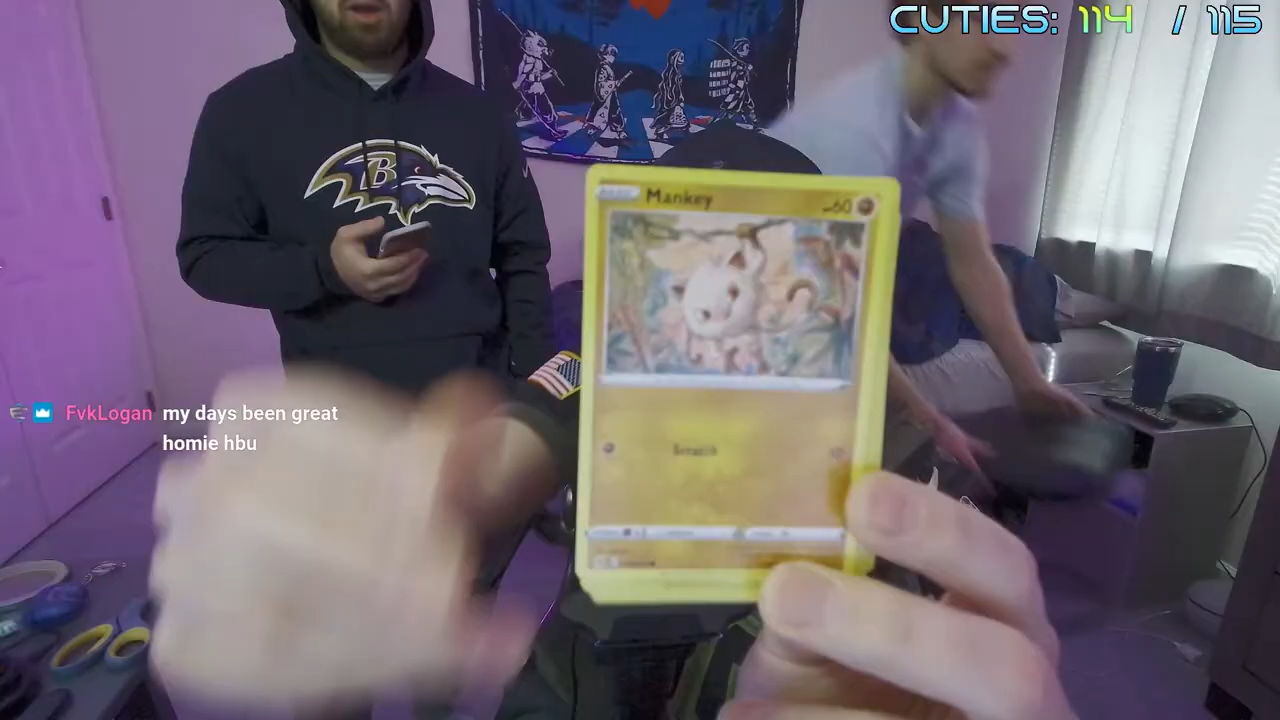 CUTIES: 114 / 115
B
Mankey
60
FvkLogan my days been great
homie hbu
Scratch